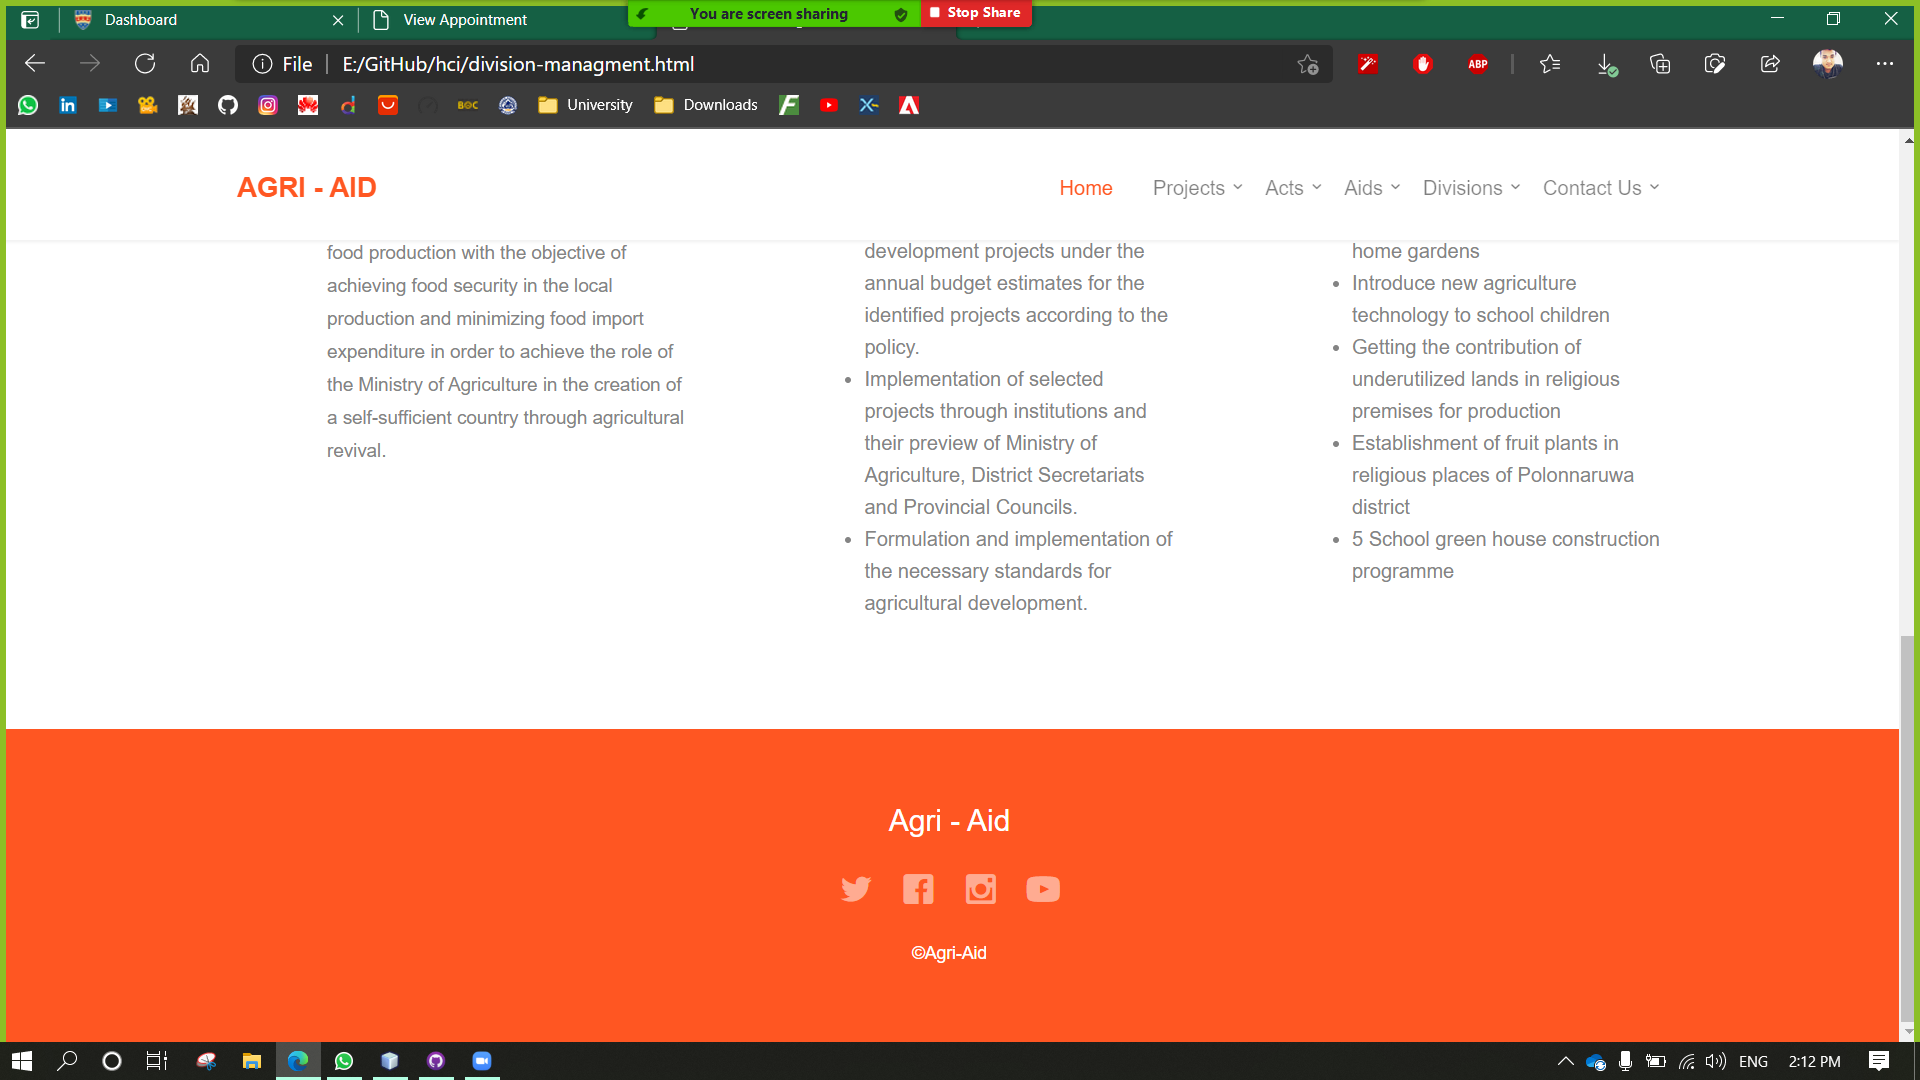 Dashboard
View Appointment
You are screen sharing
Stop Share
File
E:/GitHub/hci/division-managment.html
ABP
BOC
University
Downloads
AGRI - AID
Home
Projects
Acts
Aids
Divisions
Contact Us
food production with the objective of
achieving food security in the local
production and minimizing food import
expenditure in order to achieve the role of
the Ministry of Agriculture in the creation of
a self-sufficient country through agricultural
revival.
development projects under the
annual budget estimates for the
identified projects according to the
policy.
Implementation of selected
projects through institutions and
their preview of Ministry of
Agriculture, District Secretariats
and Provincial Councils.
Formulation and implementation of
the necessary standards for
agricultural development.
home gardens
Introduce new agriculture
technology to school children
Getting the contribution of
underutilized lands in religious
premises for production
Establishment of fruit plants in
religious places of Polonnaruwa
district
5 School green house construction
programme
Agri - Aid
©Agri-Aid
ENG
2:12 PM